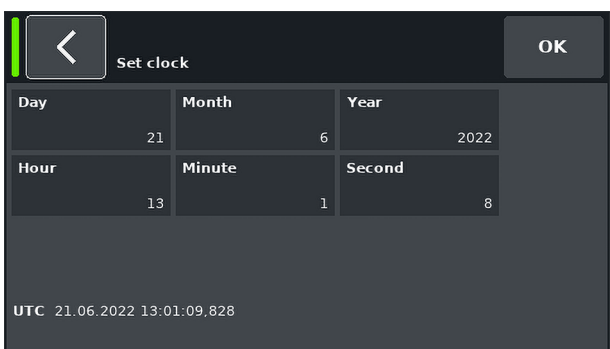 Set clock OK
Day Month Year
21 6 2022
Hour Minute Second
13 1 8
UTC 21.06.2022 13:01:09,828